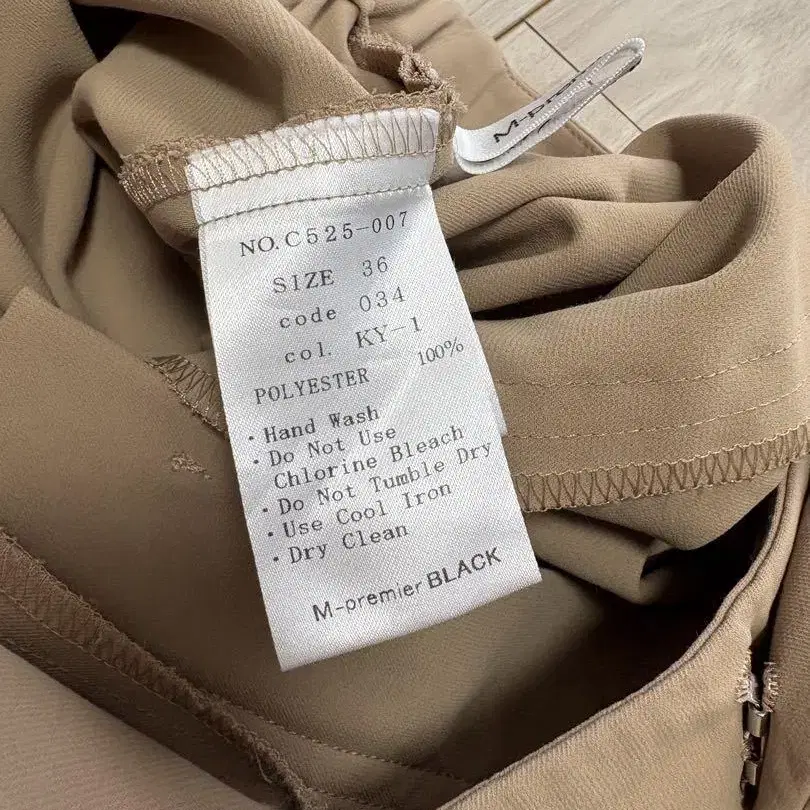 NO.C525-007
SIZE 36
code 034
col. KY-1
POLYESTER 100%
・Hand Wash
・Do Not Use
Chlorine Bleach
・Do Not Tumble Dry
・Use Cool Iron
・Dry Clean
M-premier BLACK